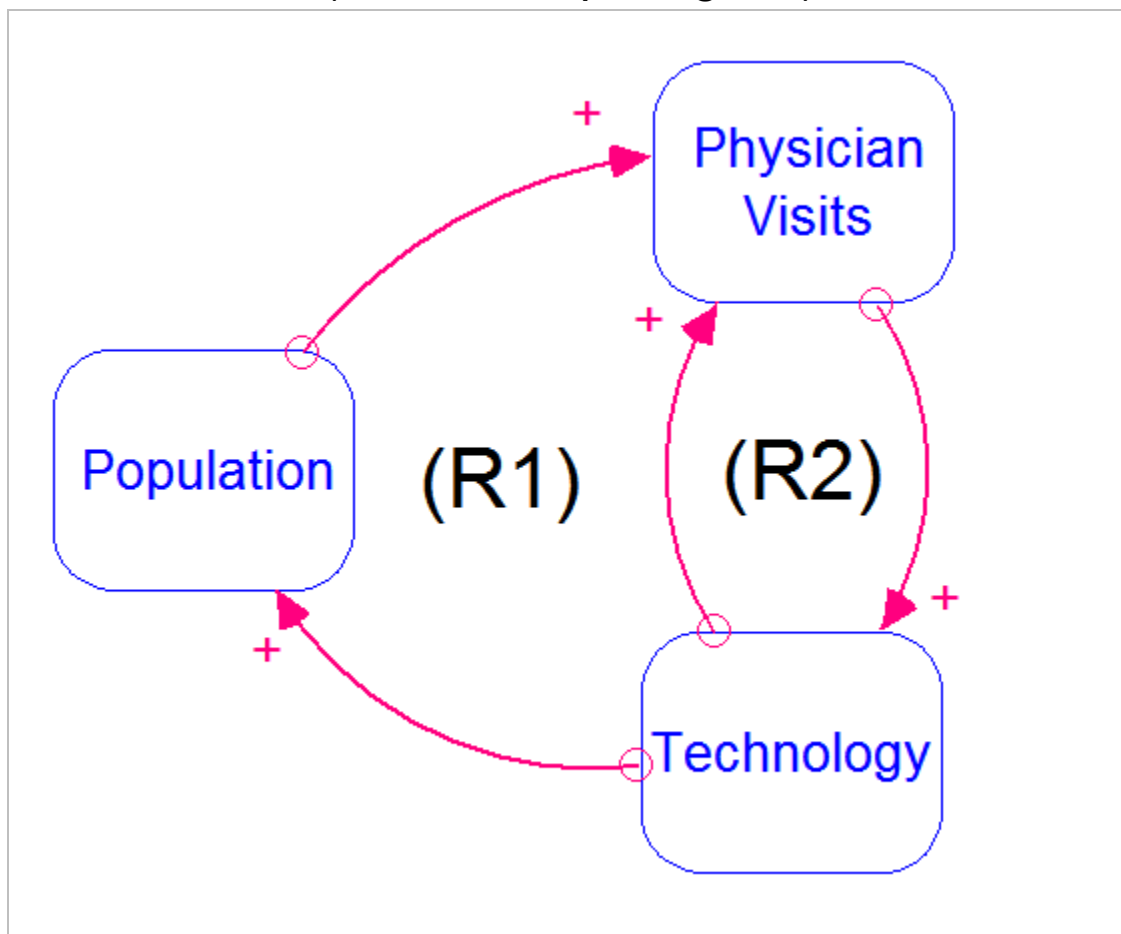 +
Physician
Visits
+
Population
(R1)
(R2)
+
+
Technology